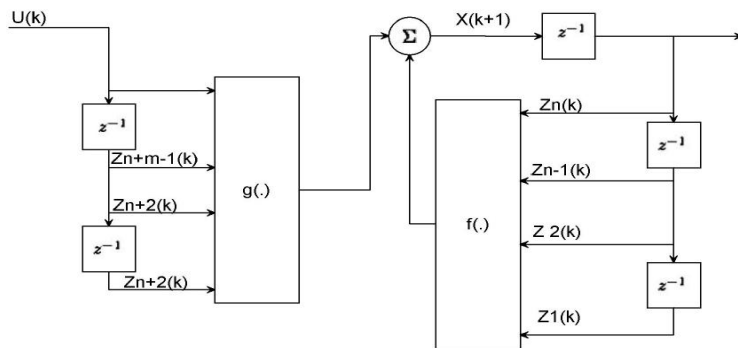 U(k)
z⁻¹
Zn+m-1(k)
Zn+2(k)
z⁻¹
Zn+2(k)
g(.)
Σ
X(k+1)
z⁻¹
Zn(k)
z⁻¹
Zn-1(k)
f(.)
Z 2(k)
z⁻¹
Z1(k)